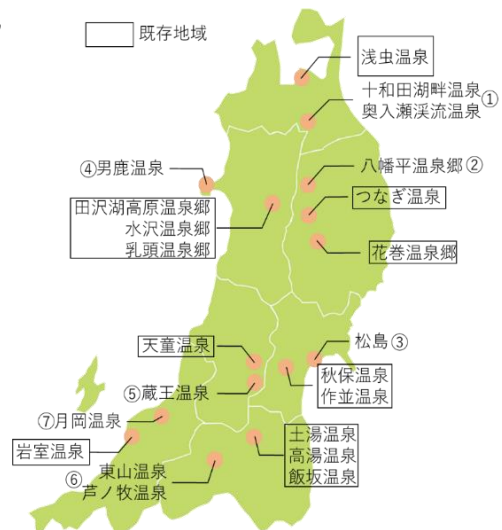 既存地域
浅虫温泉
十和田湖畔温泉
奥入瀬渓流温泉①
④男鹿温泉
八幡平温泉郷②
つなぎ温泉
田沢湖高原温泉郷
水沢温泉郷
乳頭温泉郷
花巻温泉郷
天童温泉
松島③
秋保温泉
作並温泉
⑤蔵王温泉
⑦月岡温泉
岩室温泉
土湯温泉
高湯温泉
飯坂温泉
⑥東山温泉
芦ノ牧温泉